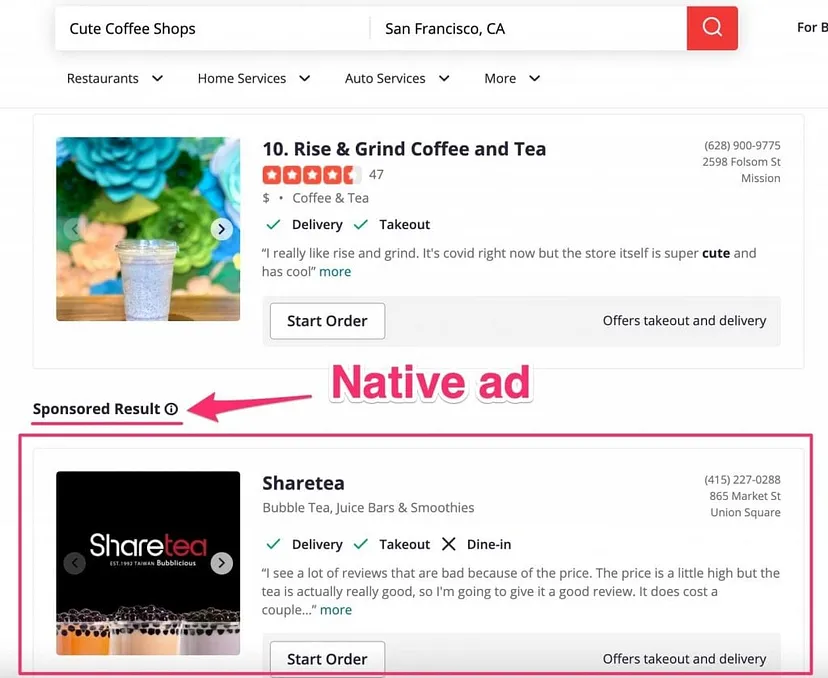 Cute Coffee Shops
San Francisco, CA
For B
Restaurants
Home Services
Auto Services
More
10. Rise & Grind Coffee and Tea
(628) 900-9775
47
2598 Folsom St
$ • Coffee & Tea
Mission
Delivery
Takeout
“I really like rise and grind. It's covid right now but the store itself is super cute and
has cool” more
Start Order
Offers takeout and delivery
Native ad
Sponsored Result
Sharetea
(415) 227-0288
Bubble Tea, Juice Bars & Smoothies
865 Market St
Union Square
Delivery
Takeout
Dine-in
Sharetea
EST.1992 TAIWAN Bubblicious
“I see a lot of reviews that are bad because of the price. The price is a little high but the
tea is actually really good, so I'm going to give it a good review. It does cost a
couple...” more
Start Order
Offers takeout and delivery